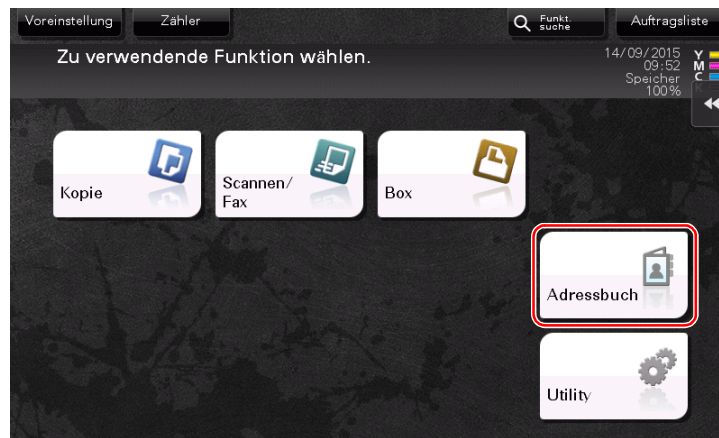 Voreinstellung
Zähler
Funkt.
suche
Auftragsliste
Zu verwendende Funktion wählen.
14/09/2015
09:52
Speicher
100%
Y
M
C
K
Kopie
Scannen/
Fax
Box
Adressbuch
Utility